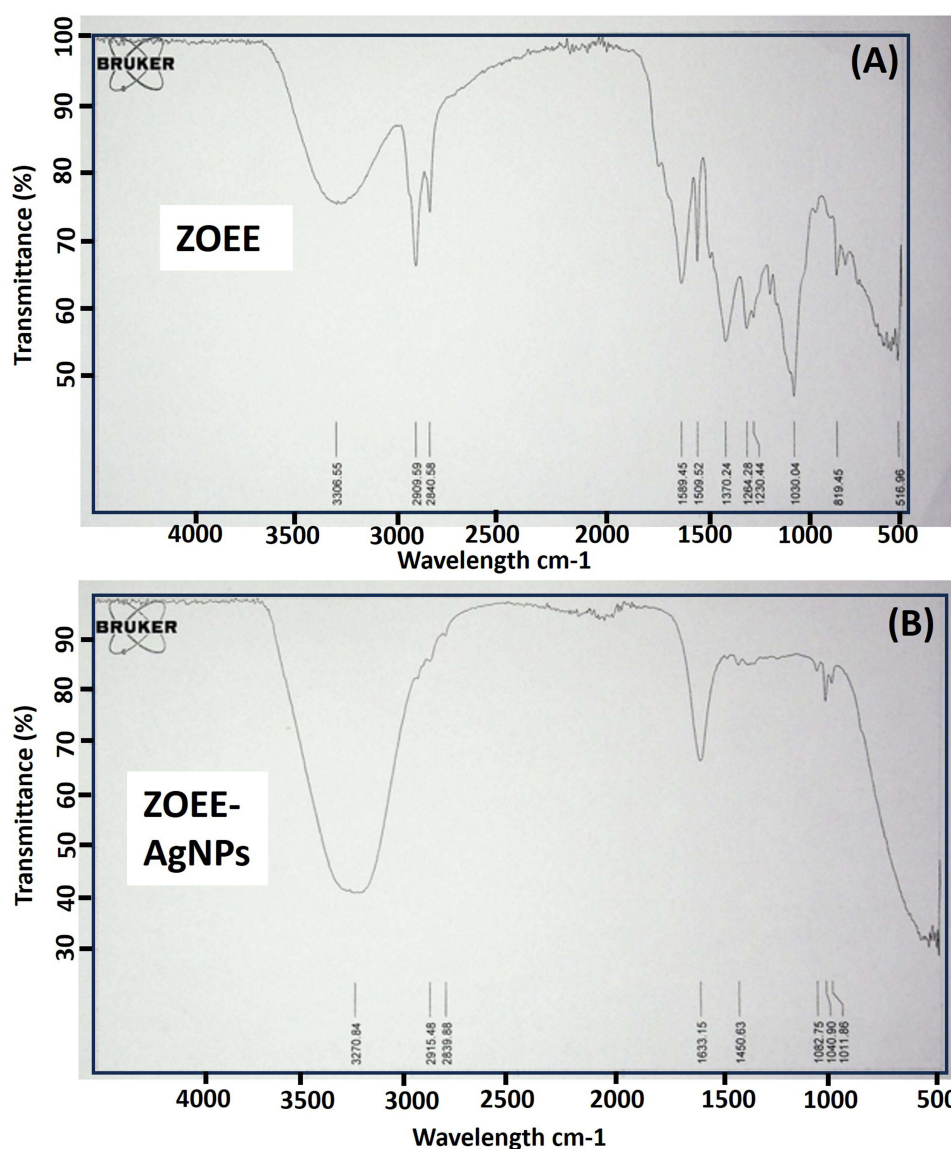 100
90
80
70
60
50
Transmittance (%)
BRUKER
(A)
ZOEE
3306.55
2909.59
2840.58
1589.45
1509.52
1370.24
1264.28
1230.44
1030.04
819.45
516.96
4000 3500 3000 2500 2000 1500 1000 500
Wavelength cm-1
90
80
70
60
50
40
30
Transmittance (%)
BRUKER
(B)
ZOEE-
AgNPs
3270.84
2915.48
2839.88
1633.15
1450.63
1082.75
1040.90
1011.86
4000 3500 3000 2500 2000 1500 1000 500
Wavelength cm-1